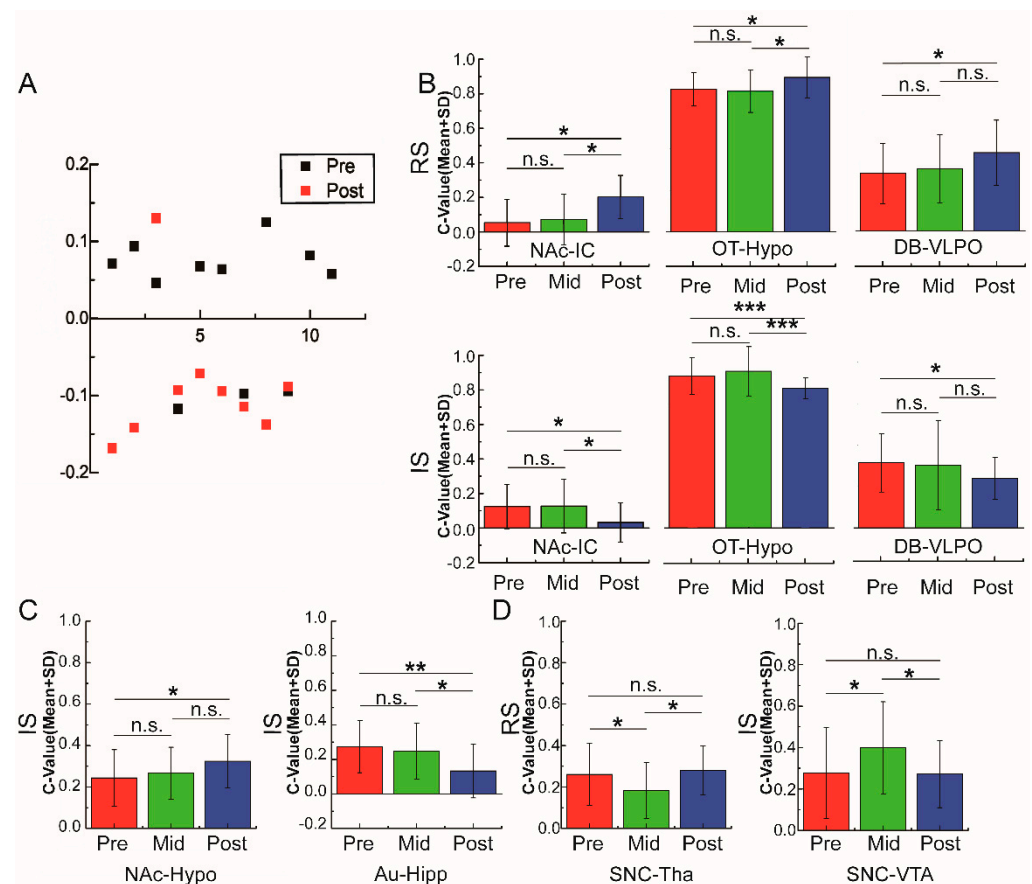 A
0.2
0.1
0.0
-0.1
-0.2
5
10
Pre
Post
B
RS
C-Value(Mean+SD)
1.0
0.8
0.6
0.4
0.2
0.0
-0.2
*
n.s.
*
NAc-IC
Pre Mid Post
*
n.s.
*
OT-Hypo
Pre Mid Post
*
n.s.
n.s.
DB-VLPO
Pre Mid Post
IS
C-Value(Mean+SD)
1.0
0.8
0.6
0.4
0.2
0.0
-0.2
*
n.s.
*
NAc-IC
Pre Mid Post
***
n.s.
***
OT-Hypo
Pre Mid Post
*
n.s.
n.s.
DB-VLPO
Pre Mid Post
C
IS
C-Value(Mean+SD)
1.0
0.8
0.6
0.4
0.2
0.0
*
n.s.
n.s.
Pre Mid Post
NAc-Hypo
IS
C-Value(Mean+SD)
1.0
0.8
0.6
0.4
0.2
0.0
-0.2
**
n.s.
*
Pre Mid Post
Au-Hipp
D
RS
C-Value(Mean+SD)
1.0
0.8
0.6
0.4
0.2
0.0
n.s.
*
*
Pre Mid Post
SNC-Tha
IS
C-Value(Mean+SD)
1.0
0.8
0.6
0.4
0.2
0.0
n.s.
*
*
Pre Mid Post
SNC-VTA